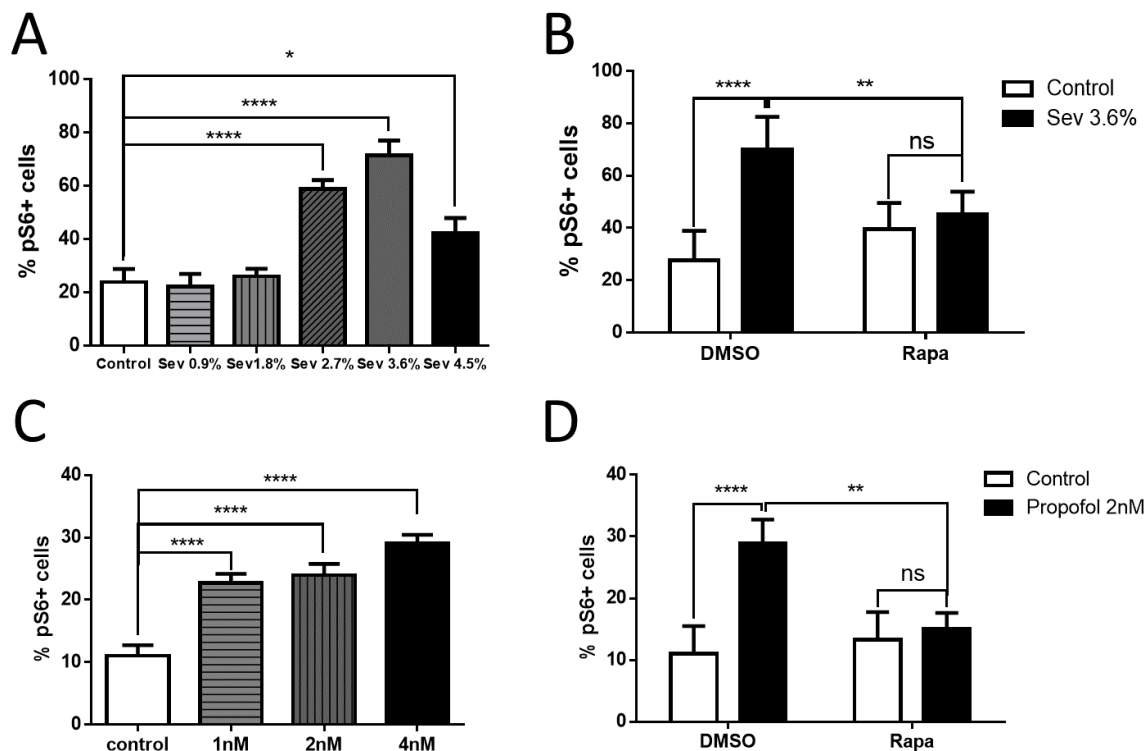 A
% pS6+ cells
100
80
60
40
20
0
*
****
****
Control Sev 0.9% Sev1.8% Sev 2.7% Sev 3.6% Sev 4.5%
B
% pS6+ cells
100
80
60
40
20
0
**** **
ns
DMSO Rapa
Control
Sev 3.6%
C
% pS6+ cells
40
30
20
10
0
****
****
****
control 1nM 2nM 4nM
D
% pS6+ cells
40
30
20
10
0
**** **
ns
DMSO Rapa
Control
Propofol 2nM